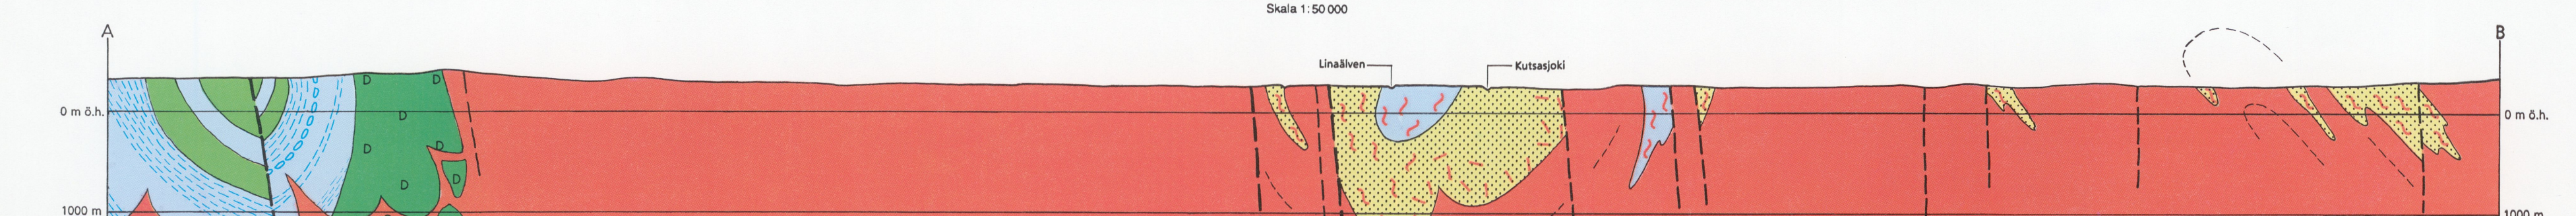 Skala 1:50 000
A
B
Linaälven
Kutsasjoki
D D
0 m ö.h.
D
0 m ö.h.
D D
D
D
1000 m
1000 m